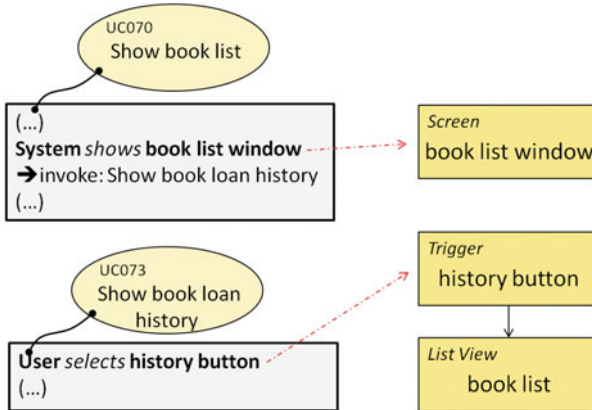 UC070
Show book list
(...)
System shows book list window
➔invoke: Show book loan history
(...)
Screen
book list window
UC073
Show book loan
history
User selects history button
(...)
Trigger
history button
List View
book list